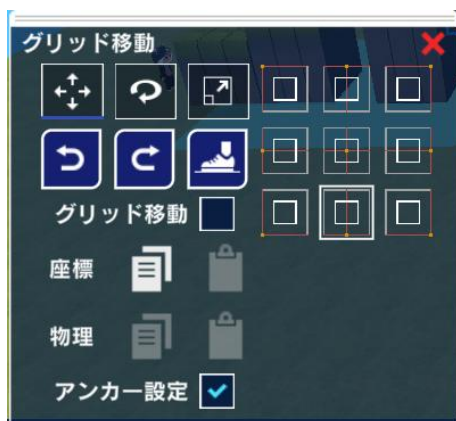 グリッド移動
グリッド移動
座標
物理
アンカー設定